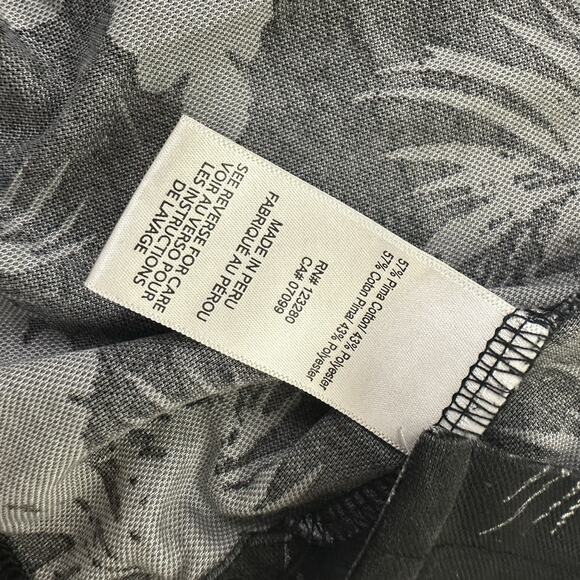 57% Pima Cotton/ 43% Polyester
57% Coton Pima/ 43% Polyester
RN# 123280
CA# 07099
MADE IN PERU
FABRIQUE AU PEROU
SEE REVERSE FOR CARE
VOIR AU VERSO POUR
LES INSTRUCTIONS
DE LAVAGE